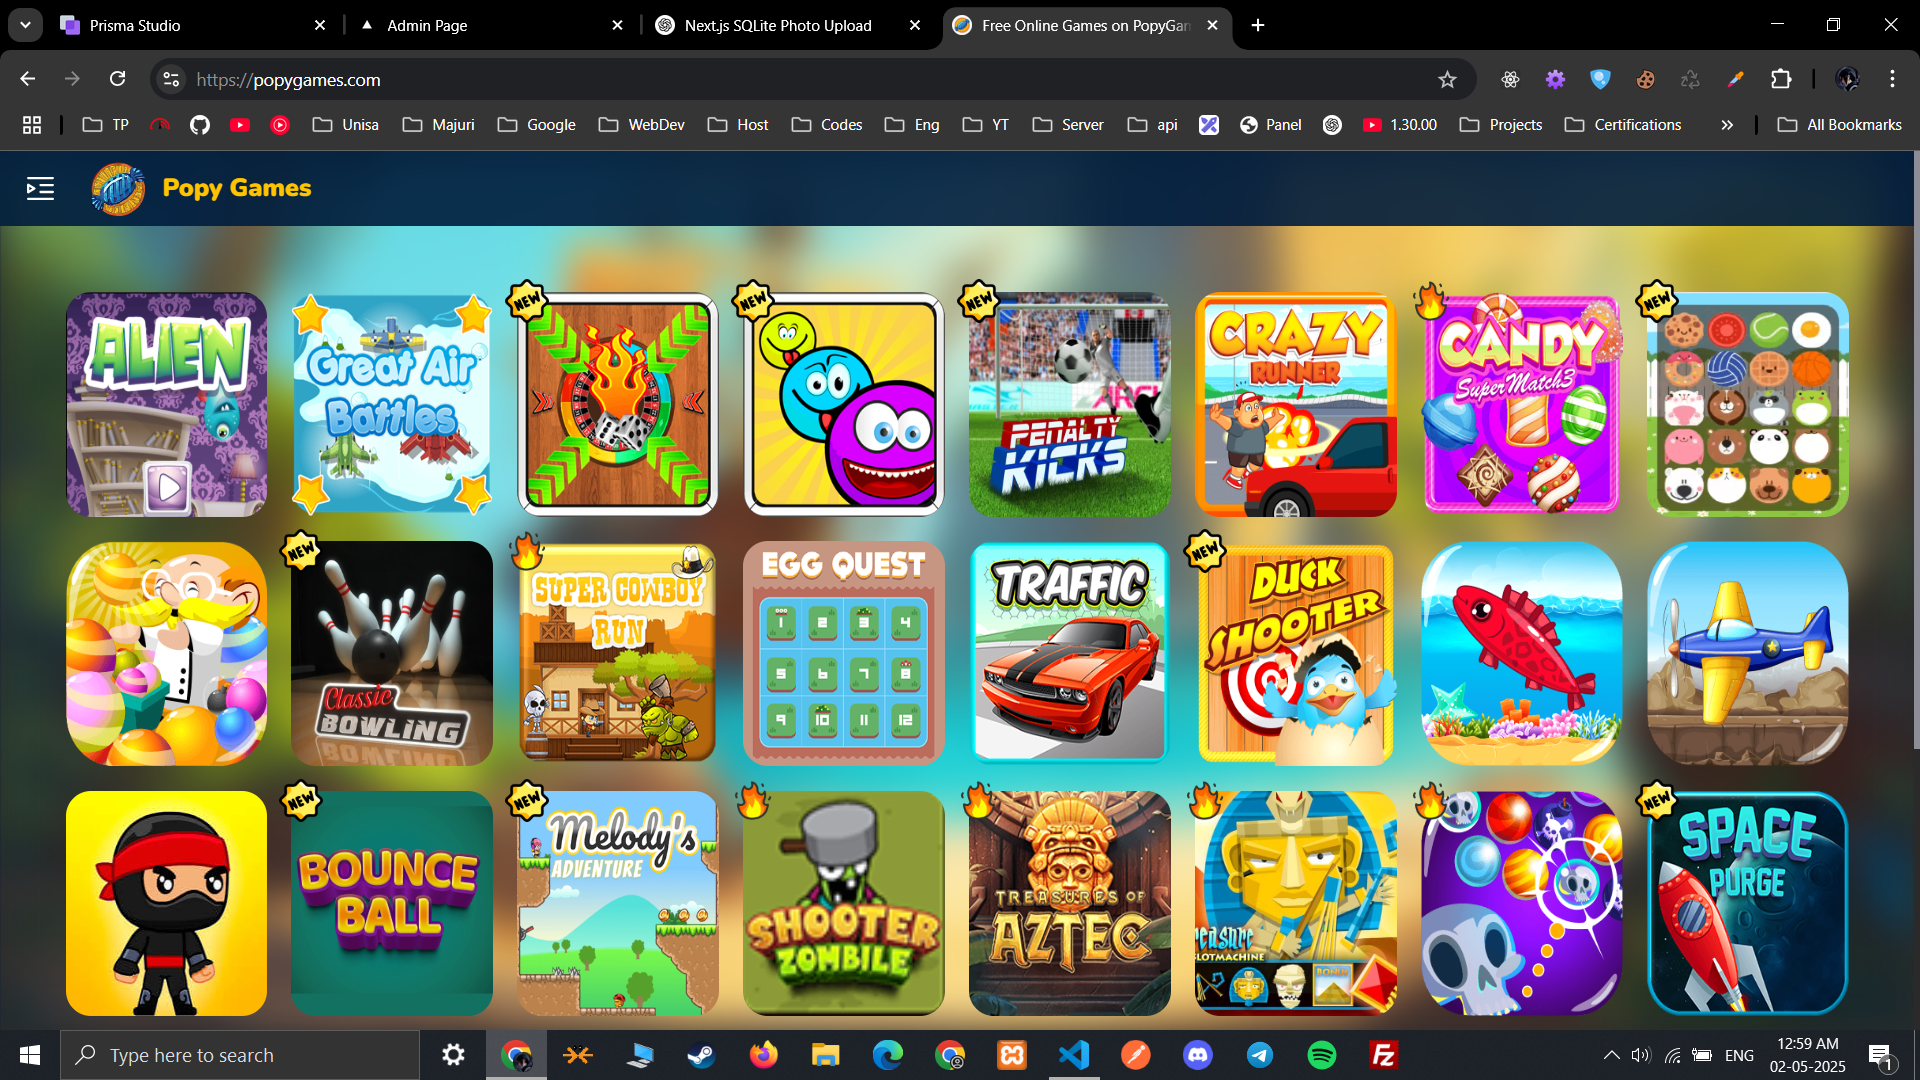 Prisma Studio
Admin Page
Next.js SQLite Photo Upload
Free Online Games on PopyGan
https://popygames.com
TP
Unisa
Majuri
Google
WebDev
Host
Codes
Eng
YT
Server
api
Panel
1.30.00
Projects
Certifications
All Bookmarks
Popy Games
ALIEN
Great Air
Battles
NEW
NEW
NEW
PENALTY
KICKS
CRAZY
RUNNER
CANDY
SuperMatch3
NEW
NEW
Classic
BOWLING
SUPER COWBOY
RUN
EGG QUEST
1 2 3 4
5 6 7 8
9 10 11 12
TRAFFIC
NEW
DUCK
SHOOTER
NEW
BOUNCE
BALL
NEW
Melody's
ADVENTURE
SHOOTER
ZOMBILE
TREASURES OF
AZTEC
reasure
SLOTMACHINE
BONUS
NEW
SPACE
PURGE
Type here to search
ENG
12:59 AM
02-05-2025
1